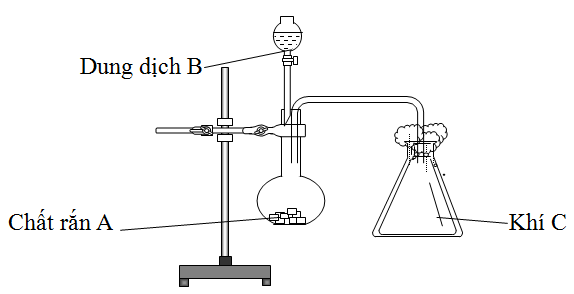 Dung dịch B
Chất rắn A
Khí C